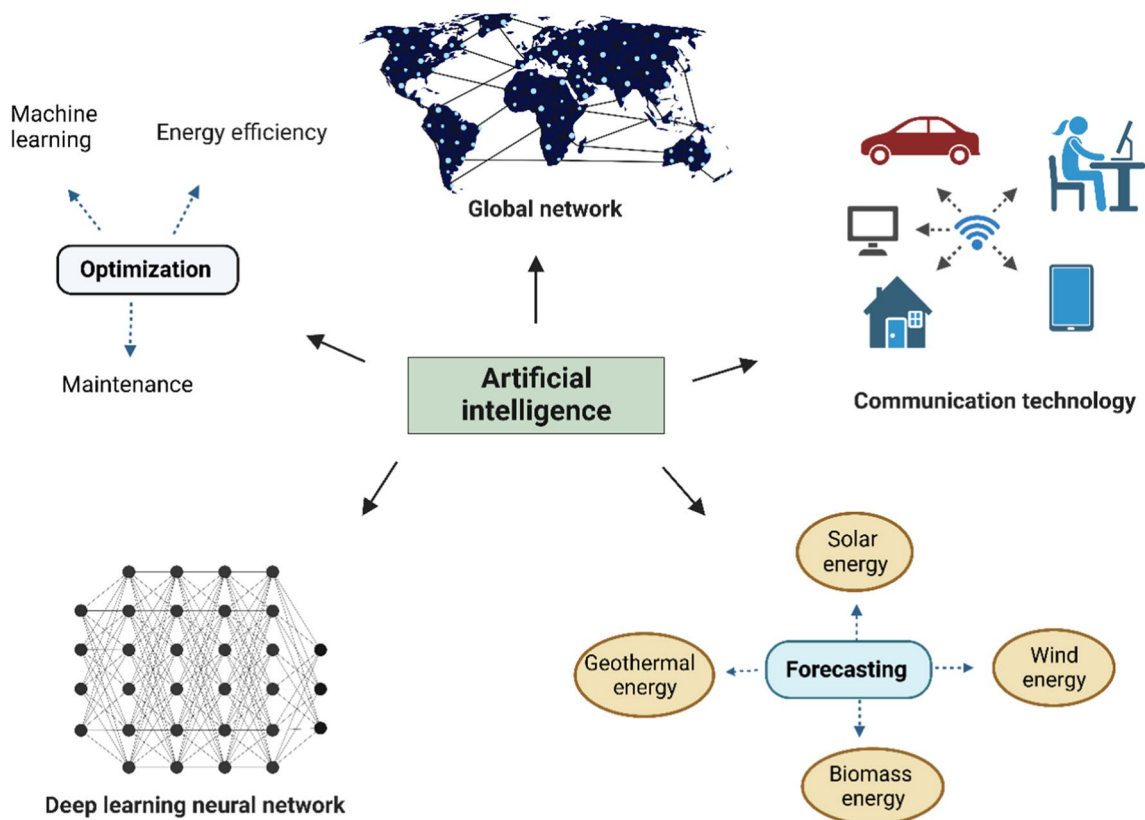 Machine
learning
Energy efficiency
Optimization
Maintenance
Global network
Communication technology
Artificial
intelligence
Deep learning neural network
Solar
energy
Geothermal
energy
Forecasting
Wind
energy
Biomass
energy